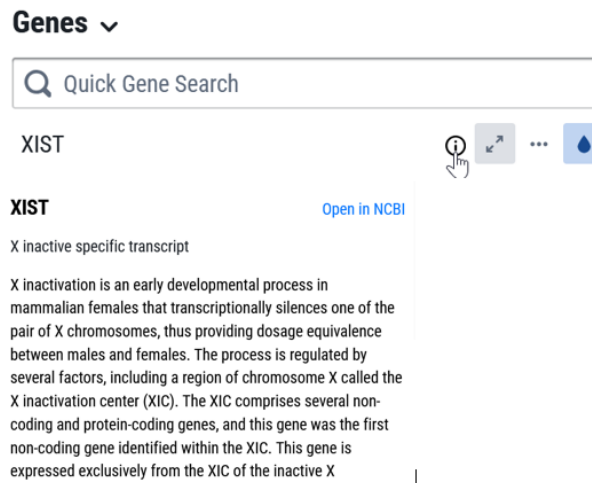 Genes
Quick Gene Search
XIST
XIST
Open in NCBI
X inactive specific transcript
X inactivation is an early developmental process in
mammalian females that transcriptionally silences one of the
pair of X chromosomes, thus providing dosage equivalence
between males and females. The process is regulated by
several factors, including a region of chromosome X called the
X inactivation center (XIC). The XIC comprises several non-
coding and protein-coding genes, and this gene was the first
non-coding gene identified within the XIC. This gene is
expressed exclusively from the XIC of the inactive X